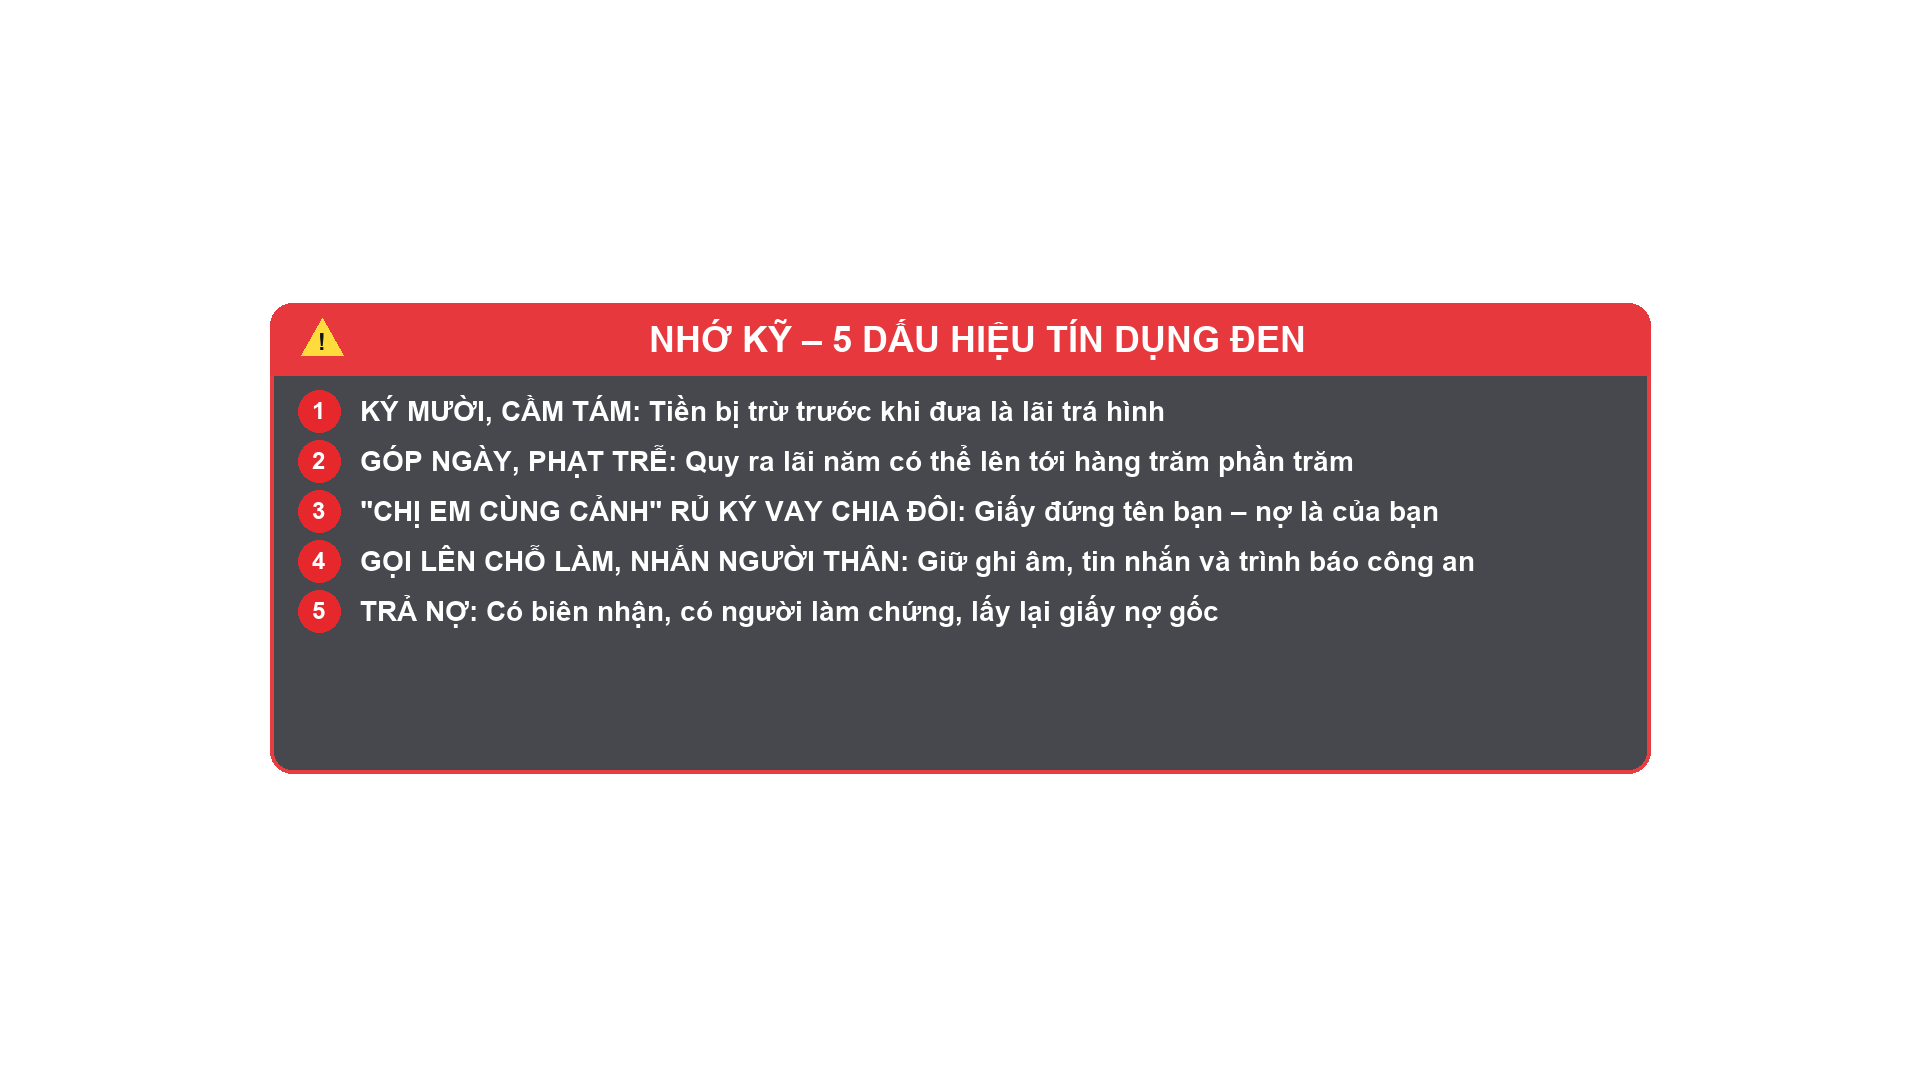 !
NHỚ KỸ – 5 DẤU HIỆU TÍN DỤNG ĐEN
1 KÝ MƯỜI, CẦM TÁM: Tiền bị trừ trước khi đưa là lãi trá hình
2 GÓP NGÀY, PHẠT TRỄ: Quy ra lãi năm có thể lên tới hàng trăm phần trăm
3 "CHỊ EM CÙNG CẢNH" RỦ KÝ VAY CHIA ĐÔI: Giấy đứng tên bạn – nợ là của bạn
4 GỌI LÊN CHỖ LÀM, NHẮN NGƯỜI THÂN: Giữ ghi âm, tin nhắn và trình báo công an
5 TRẢ NỢ: Có biên nhận, có người làm chứng, lấy lại giấy nợ gốc